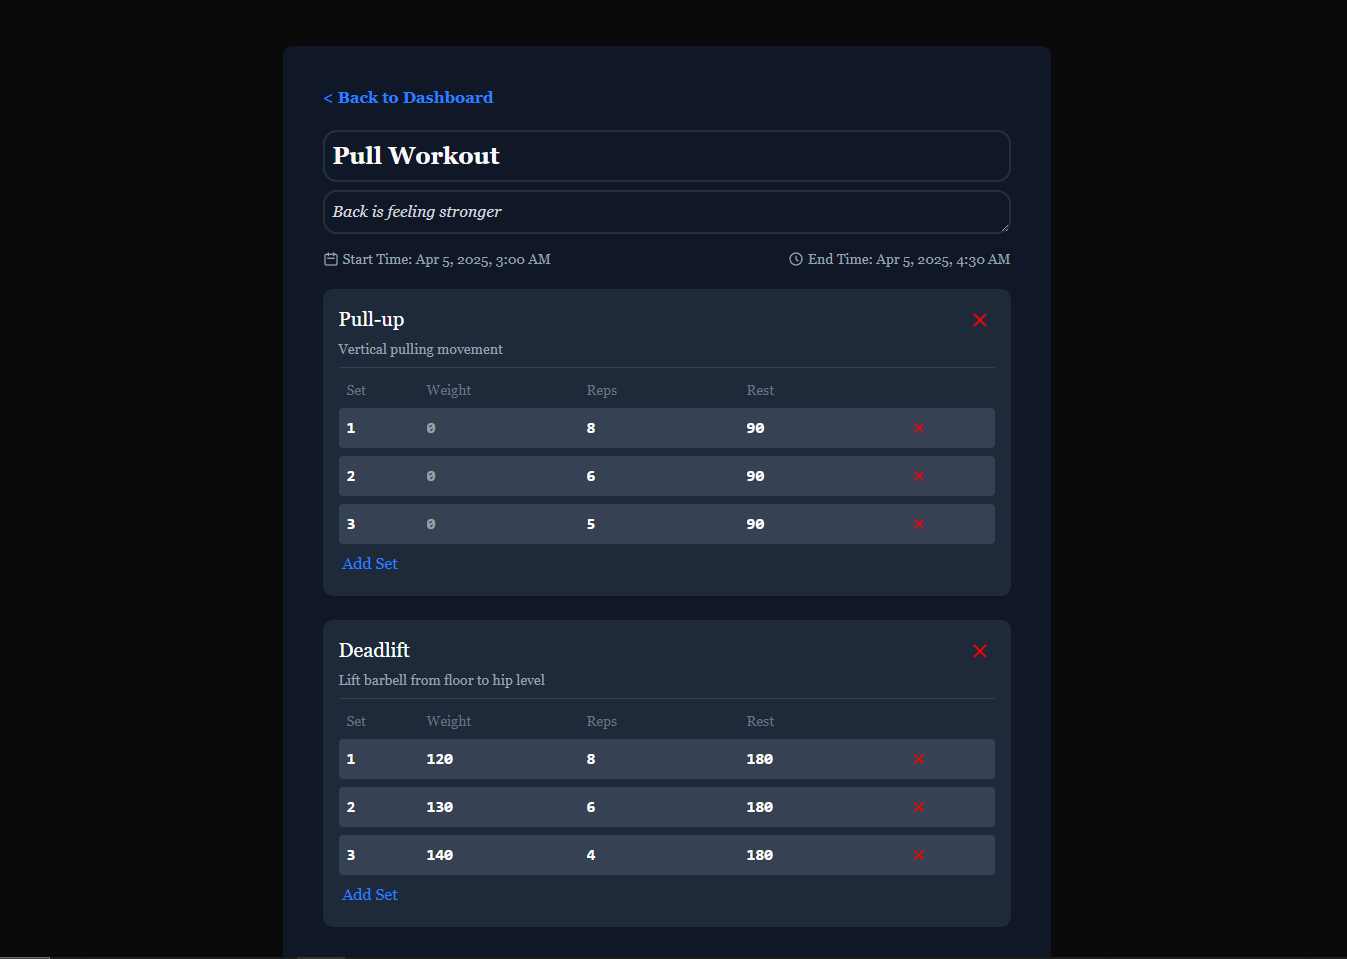 < Back to Dashboard
Pull Workout
Back is feeling stronger
Start Time: Apr 5, 2025, 3:00 AM End Time: Apr 5, 2025, 4:30 AM
Pull-up
Vertical pulling movement
Set Weight Reps Rest
1 0 8 90
2 0 6 90
3 0 5 90
Add Set
Deadlift
Lift barbell from floor to hip level
Set Weight Reps Rest
1 120 8 180
2 130 6 180
3 140 4 180
Add Set